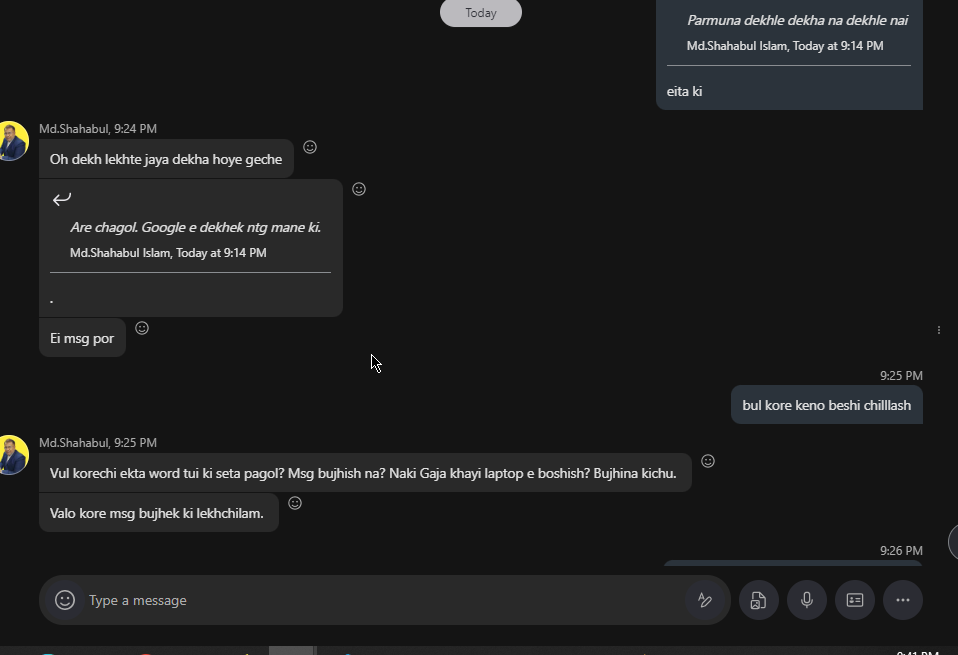 Today
Parmuna dekhle dekha na dekhle nai
Md.Shahabul Islam, Today at 9:14 PM
eita ki
Md.Shahabul, 9:24 PM
Oh dekh lekhte jaya dekha hoye geche
Are chagol. Google e dekhek ntg mane ki.
Md.Shahabul Islam, Today at 9:14 PM
.
Ei msg por
9:25 PM
bul kore keno beshi chilllash
Md.Shahabul, 9:25 PM
Vul korechi ekta word tui ki seta pagol? Msg bujhish na? Naki Gaja khayi laptop e boshish? Bujhina kichu.
Valo kore msg bujhek ki lekhchilam.
9:26 PM
Type a message